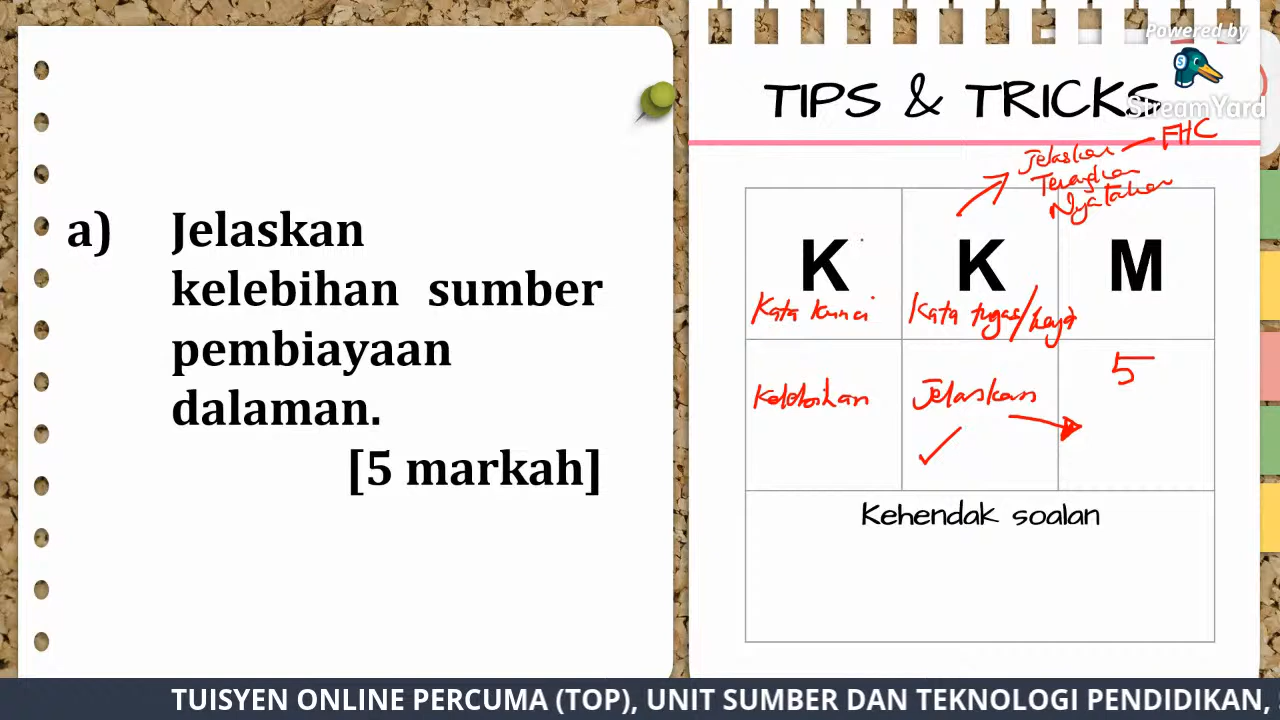 a) Jelaskan
kelebihan sumber
pembiayaan
dalaman.
[5 markah]
Powered by
StreamYard
TIPS & TRICKS
Jelaskan — FHC
Terangkan
Nyatakan
K K M
Kata kunci Kata tugas/
Kelebihan Jelaskan 5
Kehendak soalan
TUISYEN ONLINE PERCUMA (TOP), UNIT SUMBER DAN TEKNOLOGI PENDIDIKAN,